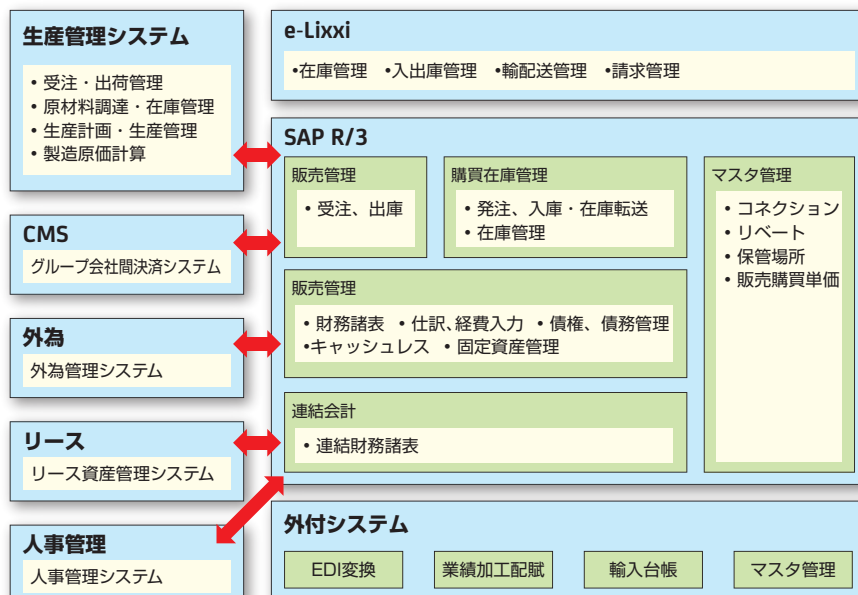 生産管理システム
• 受注・出荷管理
• 原材料調達・在庫管理
• 生産計画・生産管理
• 製造原価計算
CMS
グループ会社間決済システム
外為
外為管理システム
リース
リース資産管理システム
人事管理
人事管理システム
e-Lixxi
•在庫管理 •入出庫管理 •輸配送管理 •請求管理
SAP R/3
販売管理
• 受注、出庫
購買在庫管理
• 発注、入庫・在庫転送
• 在庫管理
マスタ管理
• コネクション
• リベート
• 保管場所
• 販売購買単価
販売管理
• 財務諸表 • 仕訳、経費入力 • 債権、債務管理
•キャッシュレス • 固定資産管理
連結会計
• 連結財務諸表
外付システム
EDI変換
業績加工配賦
輸入台帳
マスタ管理